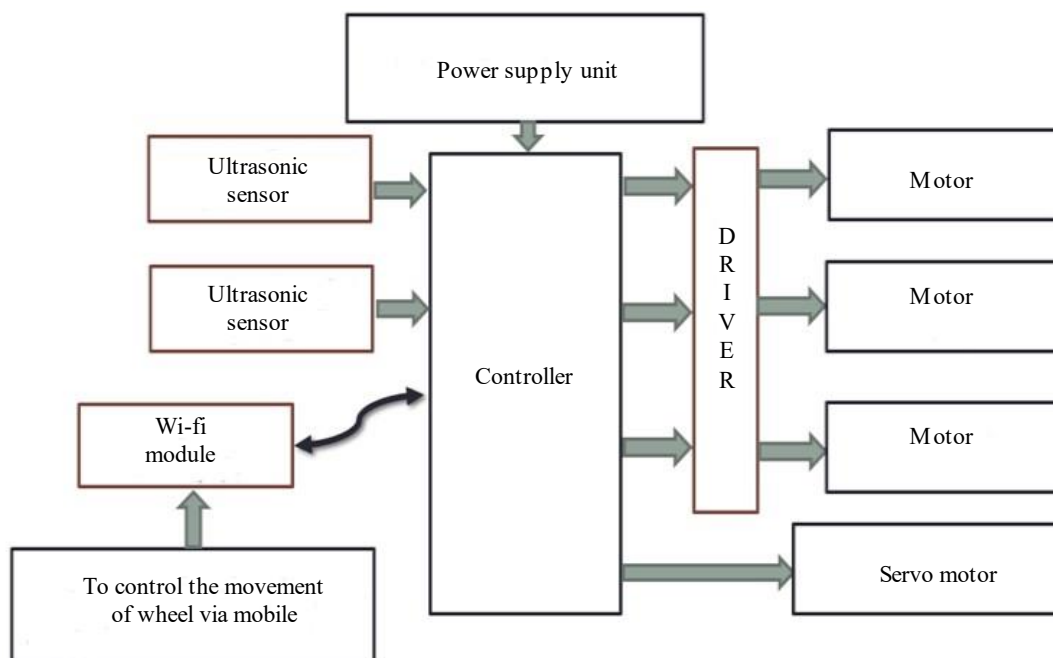 Power supply unit
Ultrasonic
sensor
Motor
D
R
I
V
E
R
Ultrasonic
sensor
Motor
Controller
Wi-fi
module
Motor
To control the movement
of wheel via mobile
Servo motor